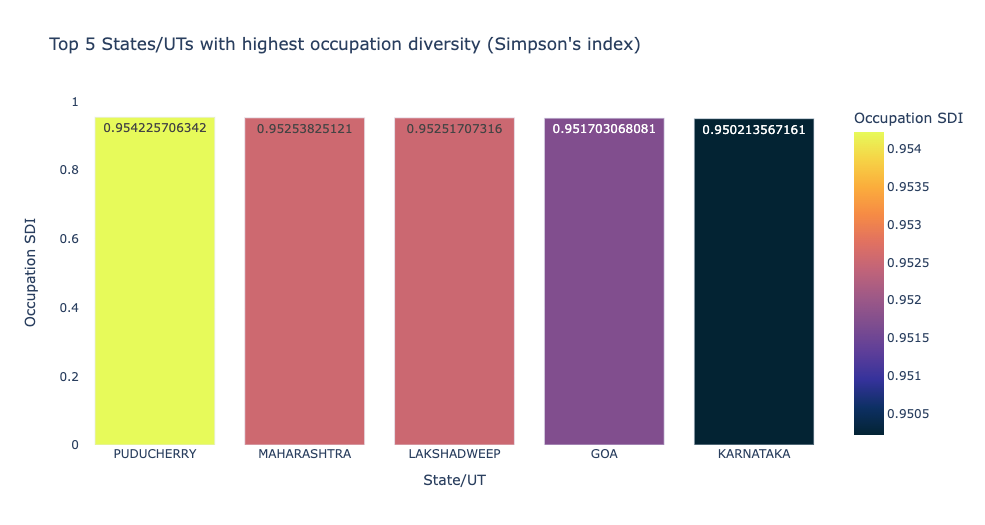 Top 5 States/UTs with highest occupation diversity (Simpson's index)
Occupation SDI
1
0.8
0.6
0.4
0.2
0
0.954225706342
0.95253825121
0.95251707316
0.951703068081
0.950213567161
PUDUCHERRY
MAHARASHTRA
LAKSHADWEEP
GOA
KARNATAKA
State/UT
Occupation SDI
0.954
0.9535
0.953
0.9525
0.952
0.9515
0.951
0.9505